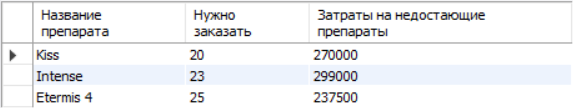 Название препарата Нужно заказать Затраты на недостающие препараты
Kiss 20 270000
Intense 23 299000
Etermis 4 25 237500